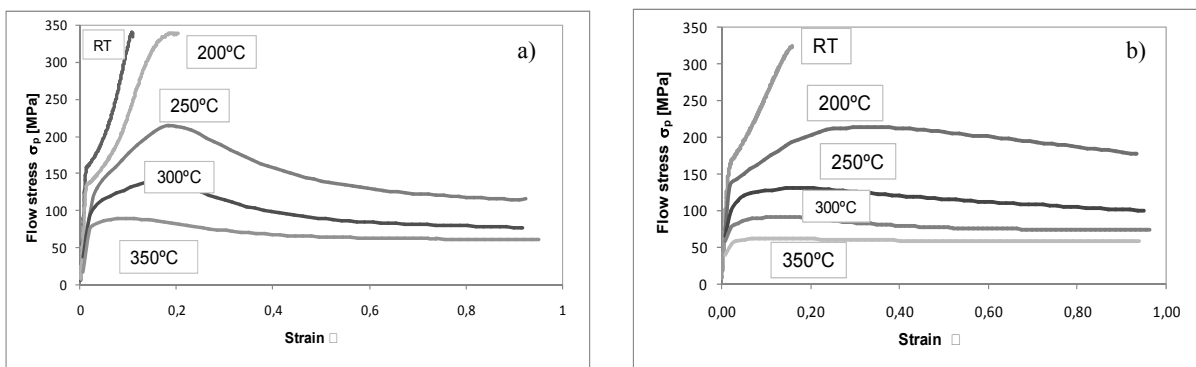 a)
Flow stress σp [MPa]
350
300
250
200
150
100
50
0
RT
200ºC
250ºC
300ºC
350ºC
0
0,2
0,4
0,6
0,8
1
Strain □
b)
Flow stress σp [MPa]
350
300
250
200
150
100
50
0
RT
200ºC
250ºC
300ºC
350ºC
0,00
0,20
0,40
0,60
0,80
1,00
Strain □